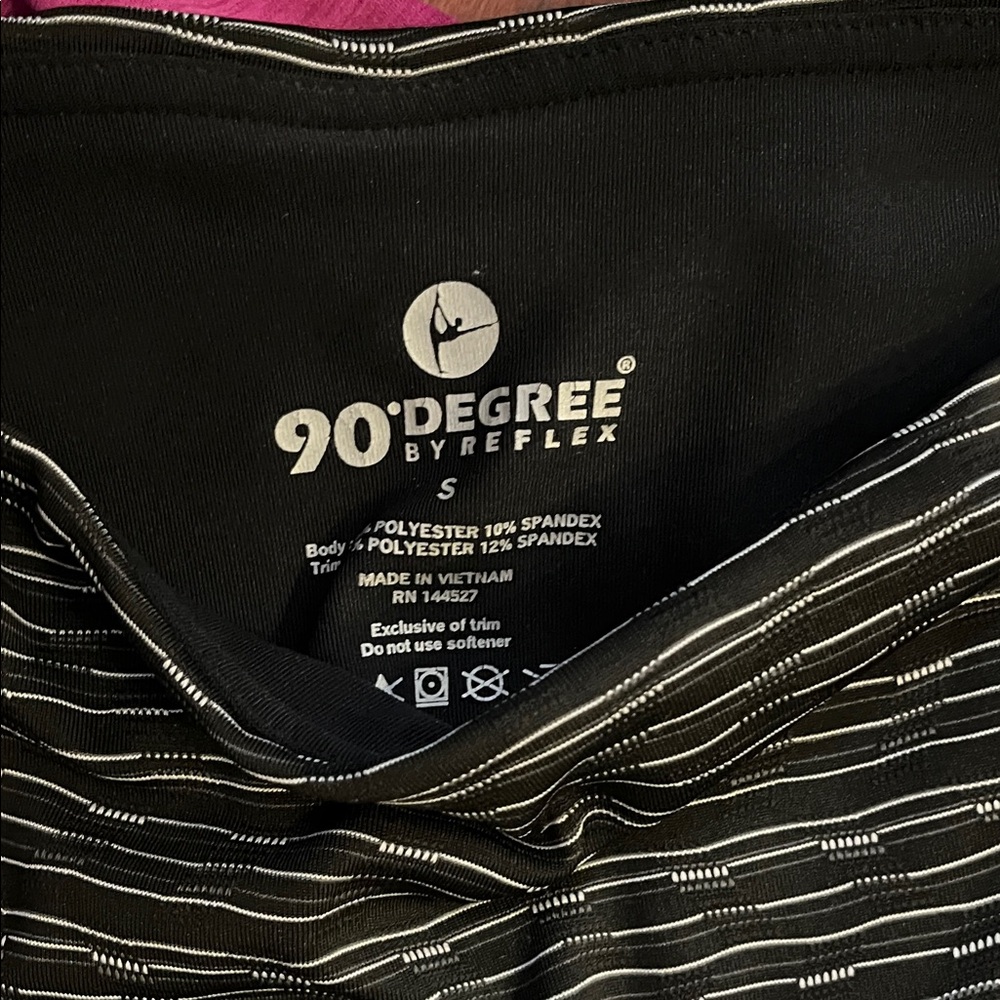 90°DEGREE®
BY REFLEX
S
% POLYESTER 10% SPANDEX
Body % POLYESTER 12% SPANDEX
Trim
MADE IN VIETNAM
RN 144527
Exclusive of trim
Do not use softener